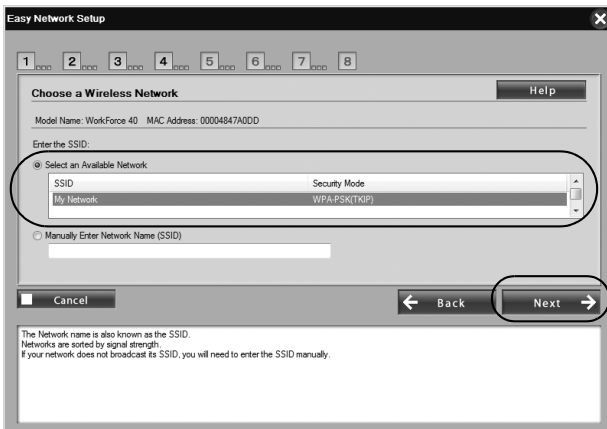 Easy Network Setup
1 2 3 4 5 6 7 8
Choose a Wireless Network
Help
Model Name: WorkForce 40 MAC Address: 00004847A0DD
Enter the SSID:
Select an Available Network
SSID Security Mode
My Network WPA-PSK(TKIP)
Manually Enter Network Name (SSID)
Cancel Back Next
The Network name is also known as the SSID.
Networks are sorted by signal strength.
If your network does not broadcast its SSID, you will need to enter the SSID manually.